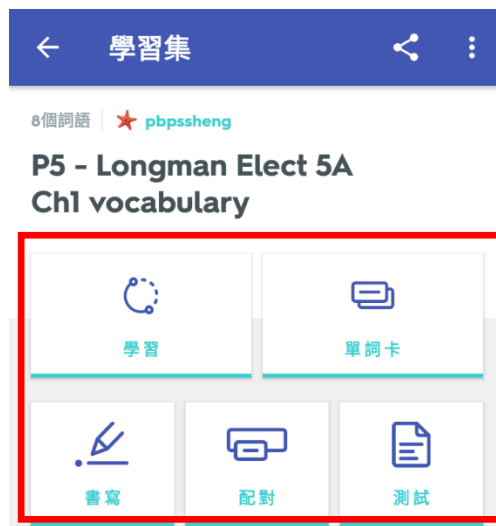 學習集
8個詞語 pbpssheng
P5 - Longman Elect 5A
Ch1 vocabulary
學習 單詞卡
書寫 配對 測試